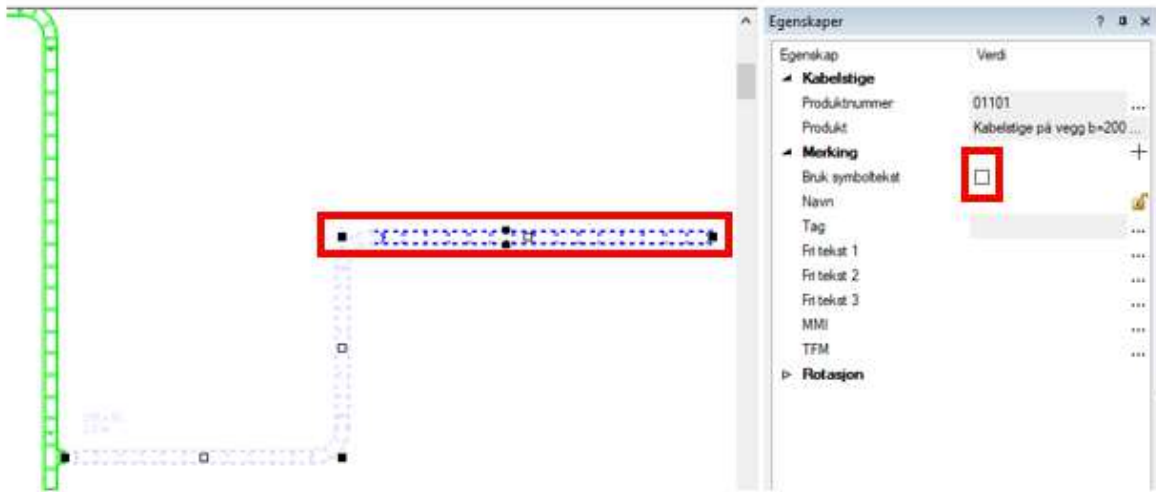 Egenskaper ? ×
Egenskap Verdi
Kabelstige
Produktnummer 01101 ...
Produkt Kabelstige på vegg b=200 ...
Merking +
Bruk symboltekst
Navn
Tag ...
Fri tekst 1 ...
Fri tekst 2 ...
Fri tekst 3 ...
MMI ...
TFM ...
Rotasjon